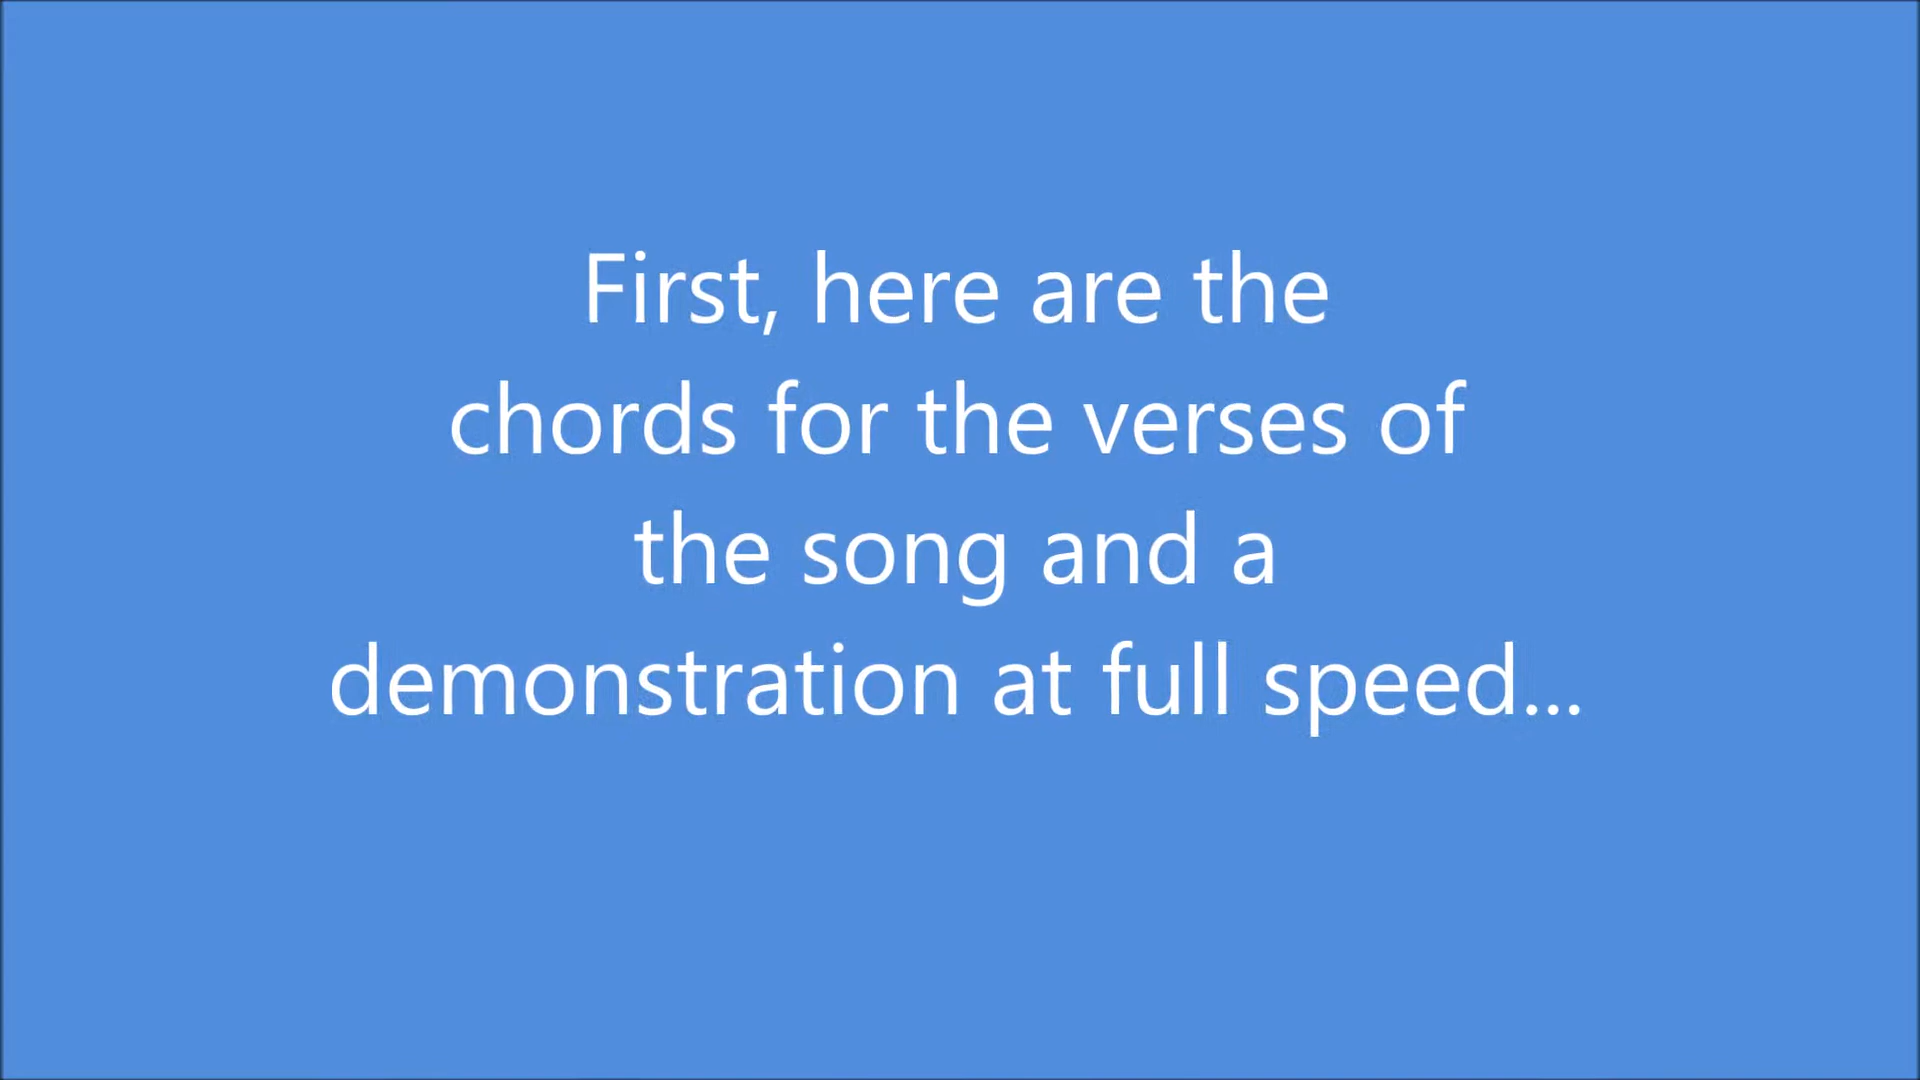 First, here are the
chords for the verses of
the song and a
demonstration at full speed...